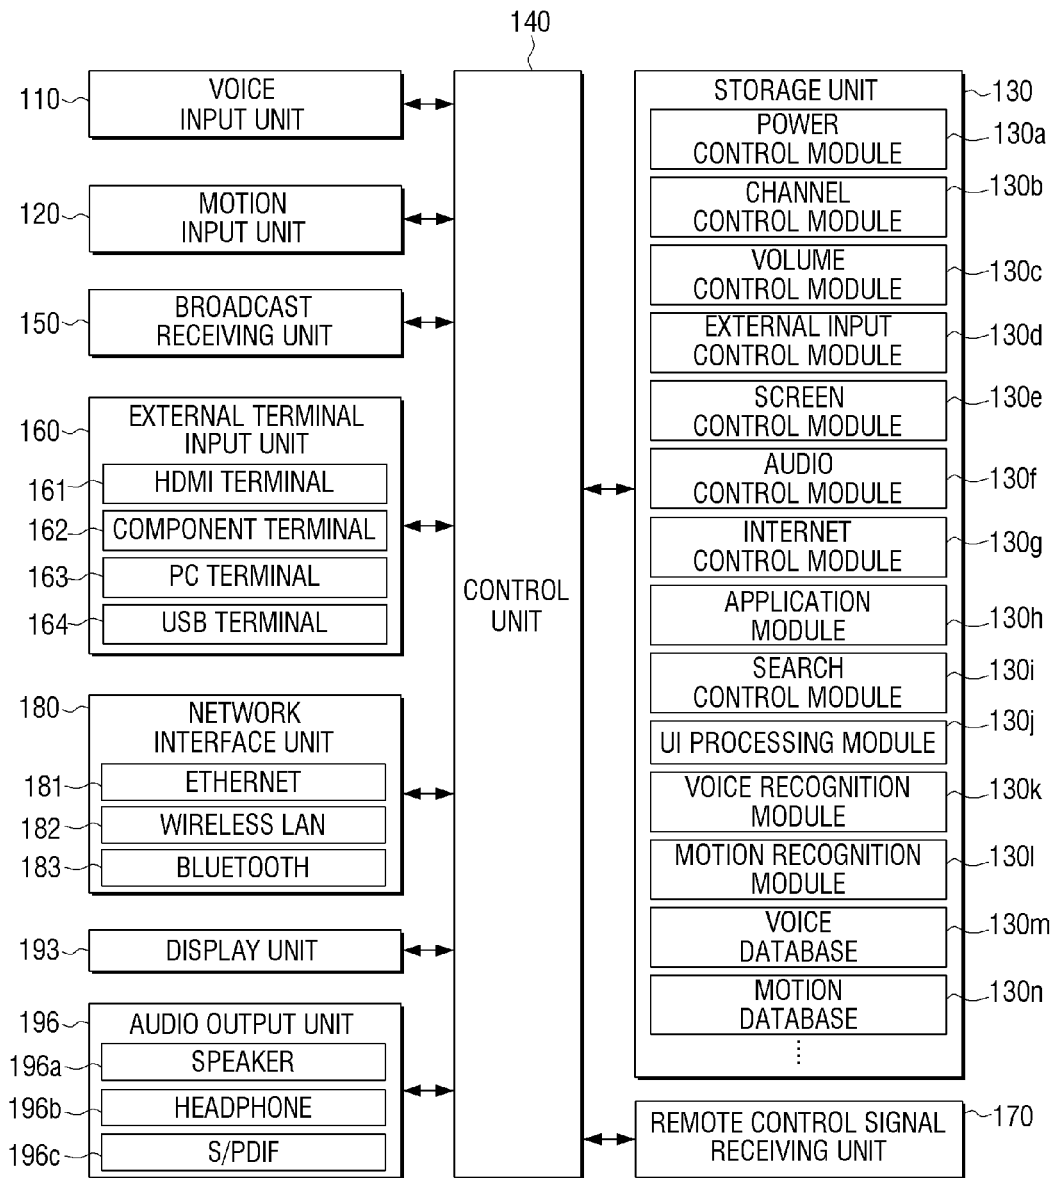 140
110
VOICE
INPUT UNIT
120
MOTION
INPUT UNIT
150
BROADCAST
RECEIVING UNIT
160
EXTERNAL TERMINAL
INPUT UNIT
161
HDMI TERMINAL
162
COMPONENT TERMINAL
163
PC TERMINAL
164
USB TERMINAL
180
NETWORK
INTERFACE UNIT
181
ETHERNET
182
WIRELESS LAN
183
BLUETOOTH
193
DISPLAY UNIT
196
AUDIO OUTPUT UNIT
196a
SPEAKER
196b
HEADPHONE
196c
S/PDIF
CONTROL
UNIT
STORAGE UNIT
130
POWER
CONTROL MODULE
130a
CHANNEL
CONTROL MODULE
130b
VOLUME
CONTROL MODULE
130c
EXTERNAL INPUT
CONTROL MODULE
130d
SCREEN
CONTROL MODULE
130e
AUDIO
CONTROL MODULE
130f
INTERNET
CONTROL MODULE
130g
APPLICATION
MODULE
130h
SEARCH
CONTROL MODULE
130i
UI PROCESSING MODULE
130j
VOICE RECOGNITION
MODULE
130k
MOTION RECOGNITION
MODULE
130l
VOICE
DATABASE
130m
MOTION
DATABASE
130n
REMOTE CONTROL SIGNAL
RECEIVING UNIT
170